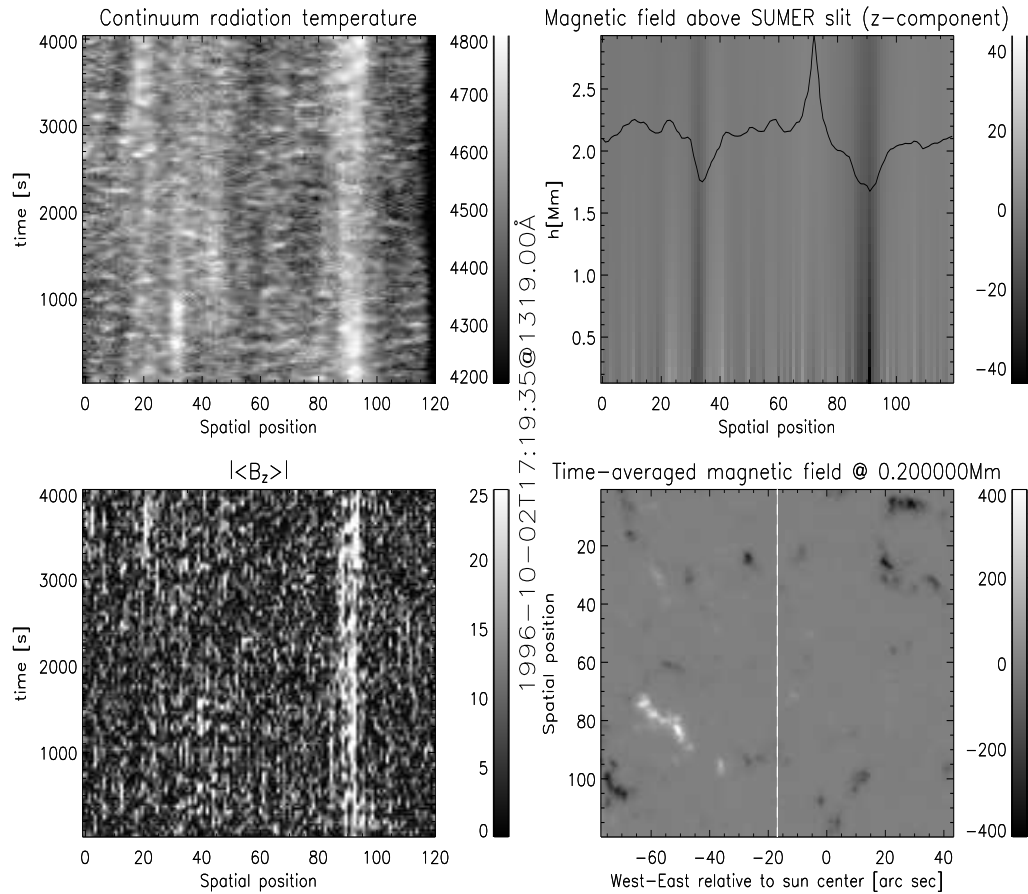 Continuum radiation temperature
4000
3000
2000
1000
time [s]
0 20 40 60 80 100 120
Spatial position
4800
4700
4600
4500
4400
4300
4200
Magnetic field above SUMER slit (z-component)
2.5
2.0
1.5
1.0
0.5
h[Mm]
0 20 40 60 80 100
Spatial position
40
20
0
-20
-40
1996-10-02T17:19:35@1319.00Å
|<Bz>|
4000
3000
2000
1000
time [s]
0 20 40 60 80 100 120
Spatial position
25
20
15
10
5
0
Time-averaged magnetic field @ 0.200000Mm
20
40
60
80
100
Spatial position
-60 -40 -20 0 20 40
West-East relative to sun center [arc sec]
400
200
0
-200
-400